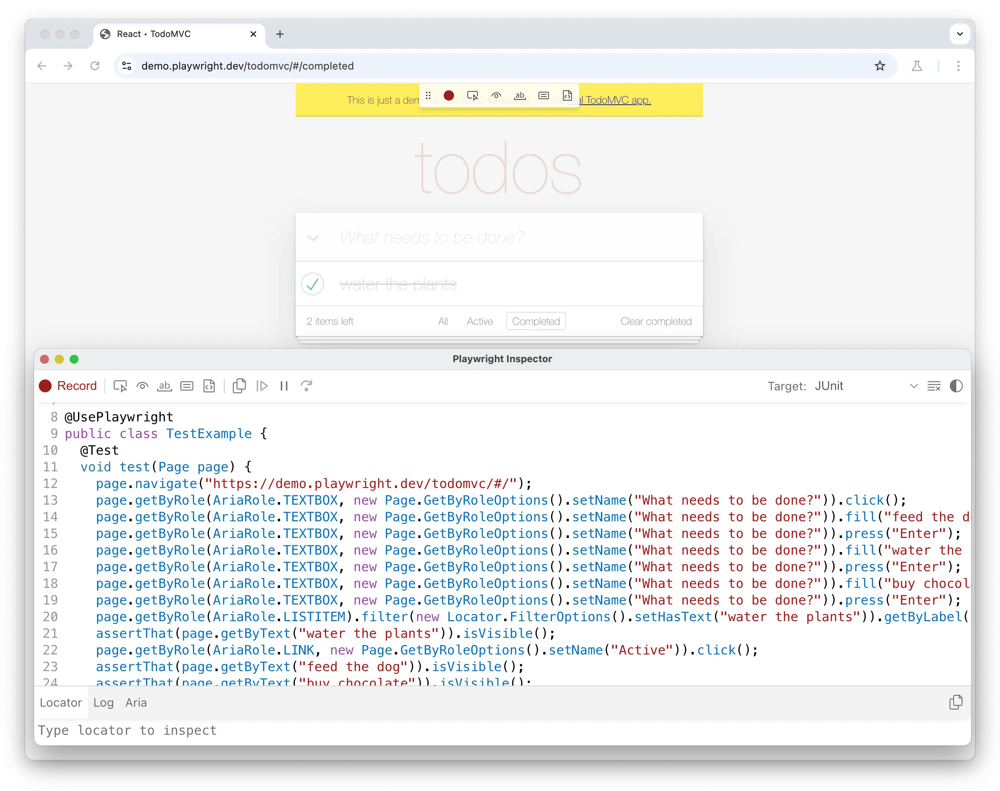 React • TodoMVC
demo.playwright.dev/todomvc/#/completed
This is just a demo of TodoMVC for testing, not the real TodoMVC app.
ab
todos
What needs to be done?
water the plants
2 items left All Active Completed Clear completed
Playwright Inspector
Record ab Target: JUnit
8 @UsePlaywright
9 public class TestExample {
10 @Test
11 void test(Page page) {
12 page.navigate("https://demo.playwright.dev/todomvc/#/");
13 page.getByRole(AriaRole.TEXTBOX, new Page.GetByRoleOptions().setName("What needs to be done?")).click();
14 page.getByRole(AriaRole.TEXTBOX, new Page.GetByRoleOptions().setName("What needs to be done?")).fill("feed the d
15 page.getByRole(AriaRole.TEXTBOX, new Page.GetByRoleOptions().setName("What needs to be done?")).press("Enter");
16 page.getByRole(AriaRole.TEXTBOX, new Page.GetByRoleOptions().setName("What needs to be done?")).fill("water the
17 page.getByRole(AriaRole.TEXTBOX, new Page.GetByRoleOptions().setName("What needs to be done?")).press("Enter");
18 page.getByRole(AriaRole.TEXTBOX, new Page.GetByRoleOptions().setName("What needs to be done?")).fill("buy chocol
19 page.getByRole(AriaRole.TEXTBOX, new Page.GetByRoleOptions().setName("What needs to be done?")).press("Enter");
20 page.getByRole(AriaRole.LISTITEM).filter(new Locator.FilterOptions().setHasText("water the plants")).getByLabel(
21 assertThat(page.getByText("water the plants")).isVisible();
22 page.getByRole(AriaRole.LINK, new Page.GetByRoleOptions().setName("Active")).click();
23 assertThat(page.getByText("feed the dog")).isVisible();
24 assertThat(page.getByText("buy chocolate")).isVisible();
Locator Log Aria
Type locator to inspect